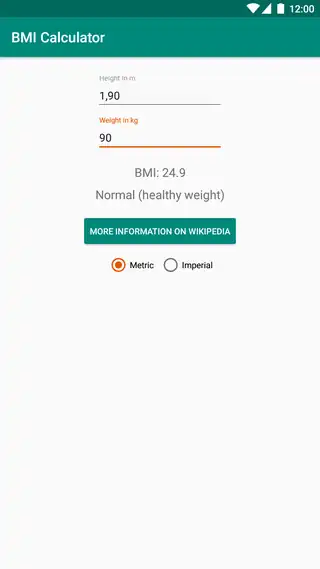 12:00
BMI Calculator
Height in m
1,90
Weight in kg
90
BMI: 24.9
Normal (healthy weight)
MORE INFORMATION ON WIKIPEDIA
Metric Imperial